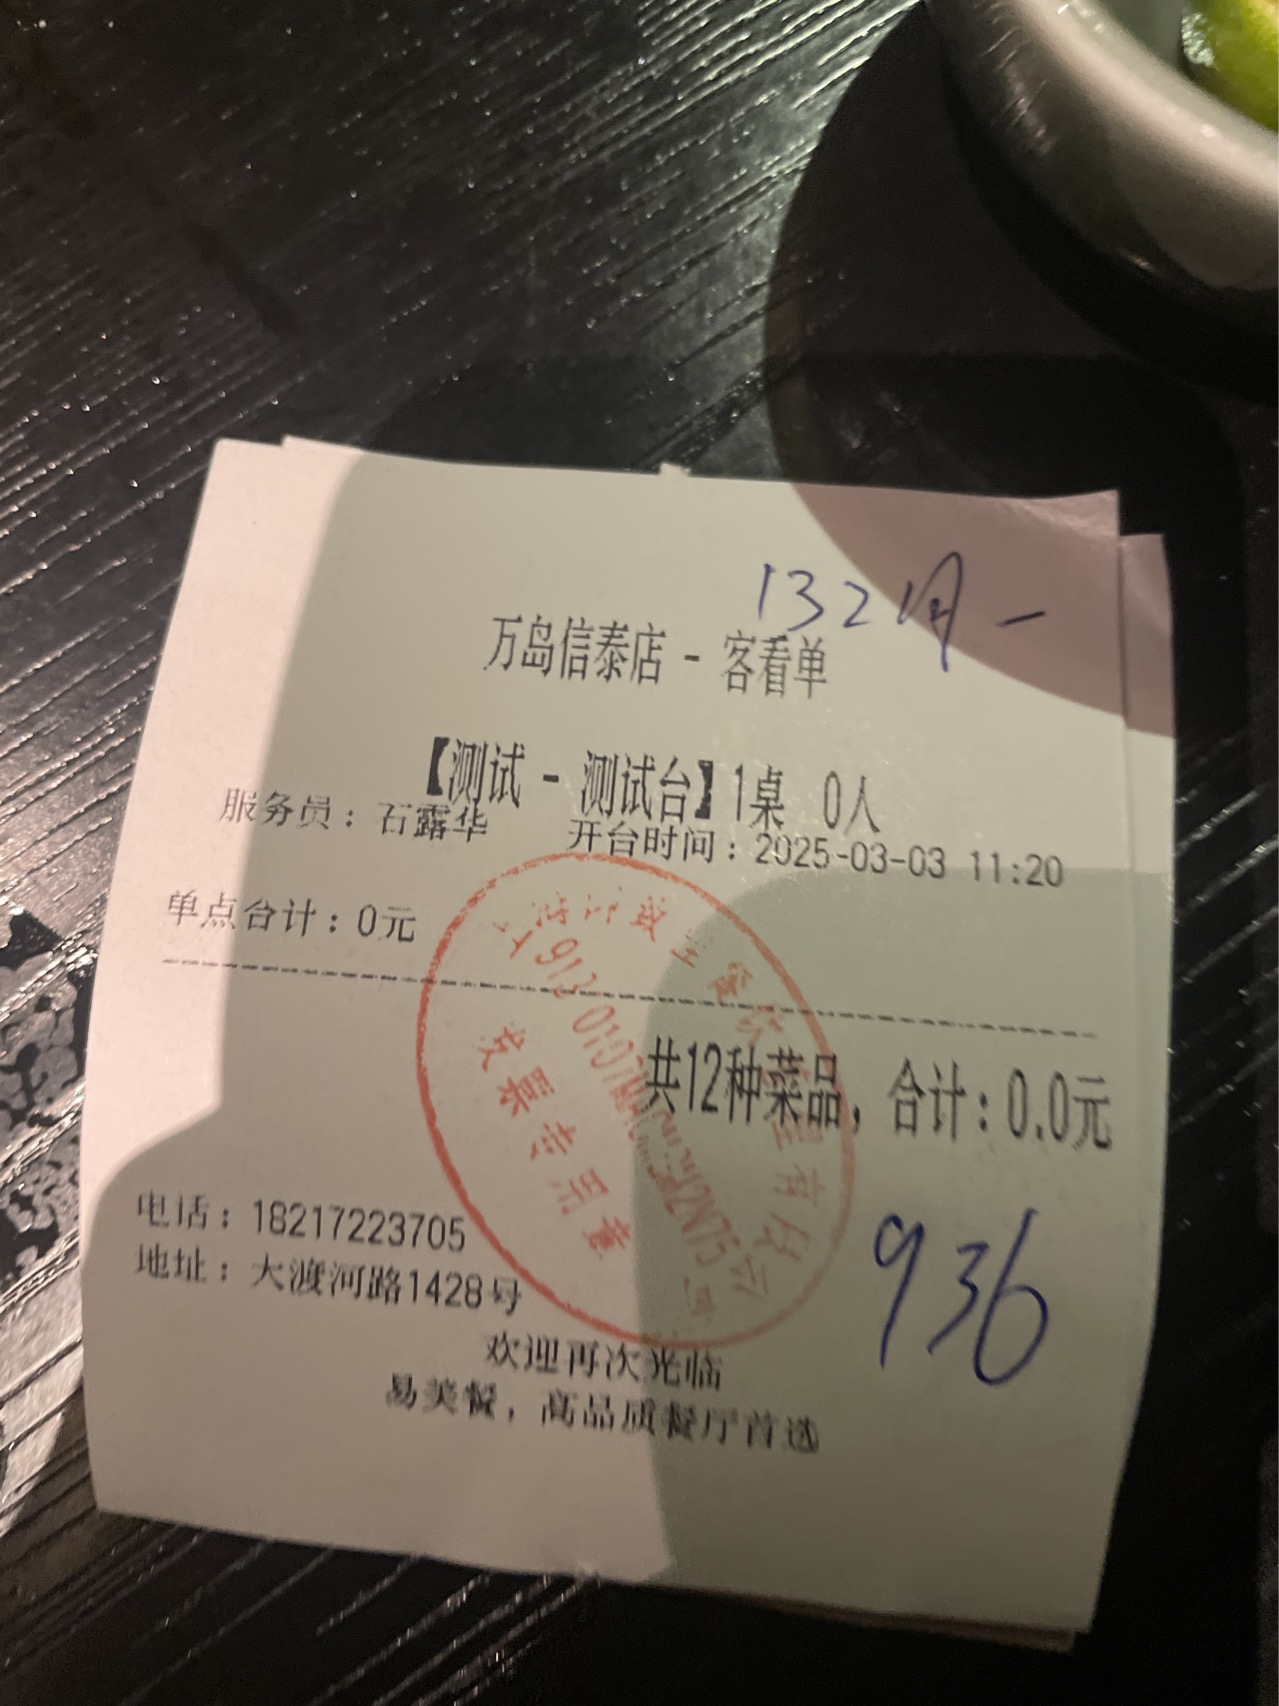 132
万岛信泰店 - 客看单
【测试 - 测试台】1桌 0人
服务员：石露华 开台时间：2025-03-03 11:20
单点合计：0元
共12种菜品，合计：0.0元
发票专用章
936
电话：18217223705
地址：大渡河路1428号
欢迎再次光临
易美餐，高品质餐厅首选